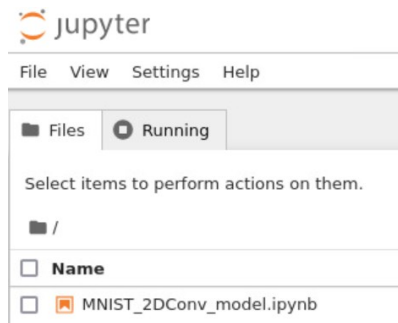 jupyter
File View Settings Help
Files Running
Select items to perform actions on them.
/
Name
MNIST_2DConv_model.ipynb